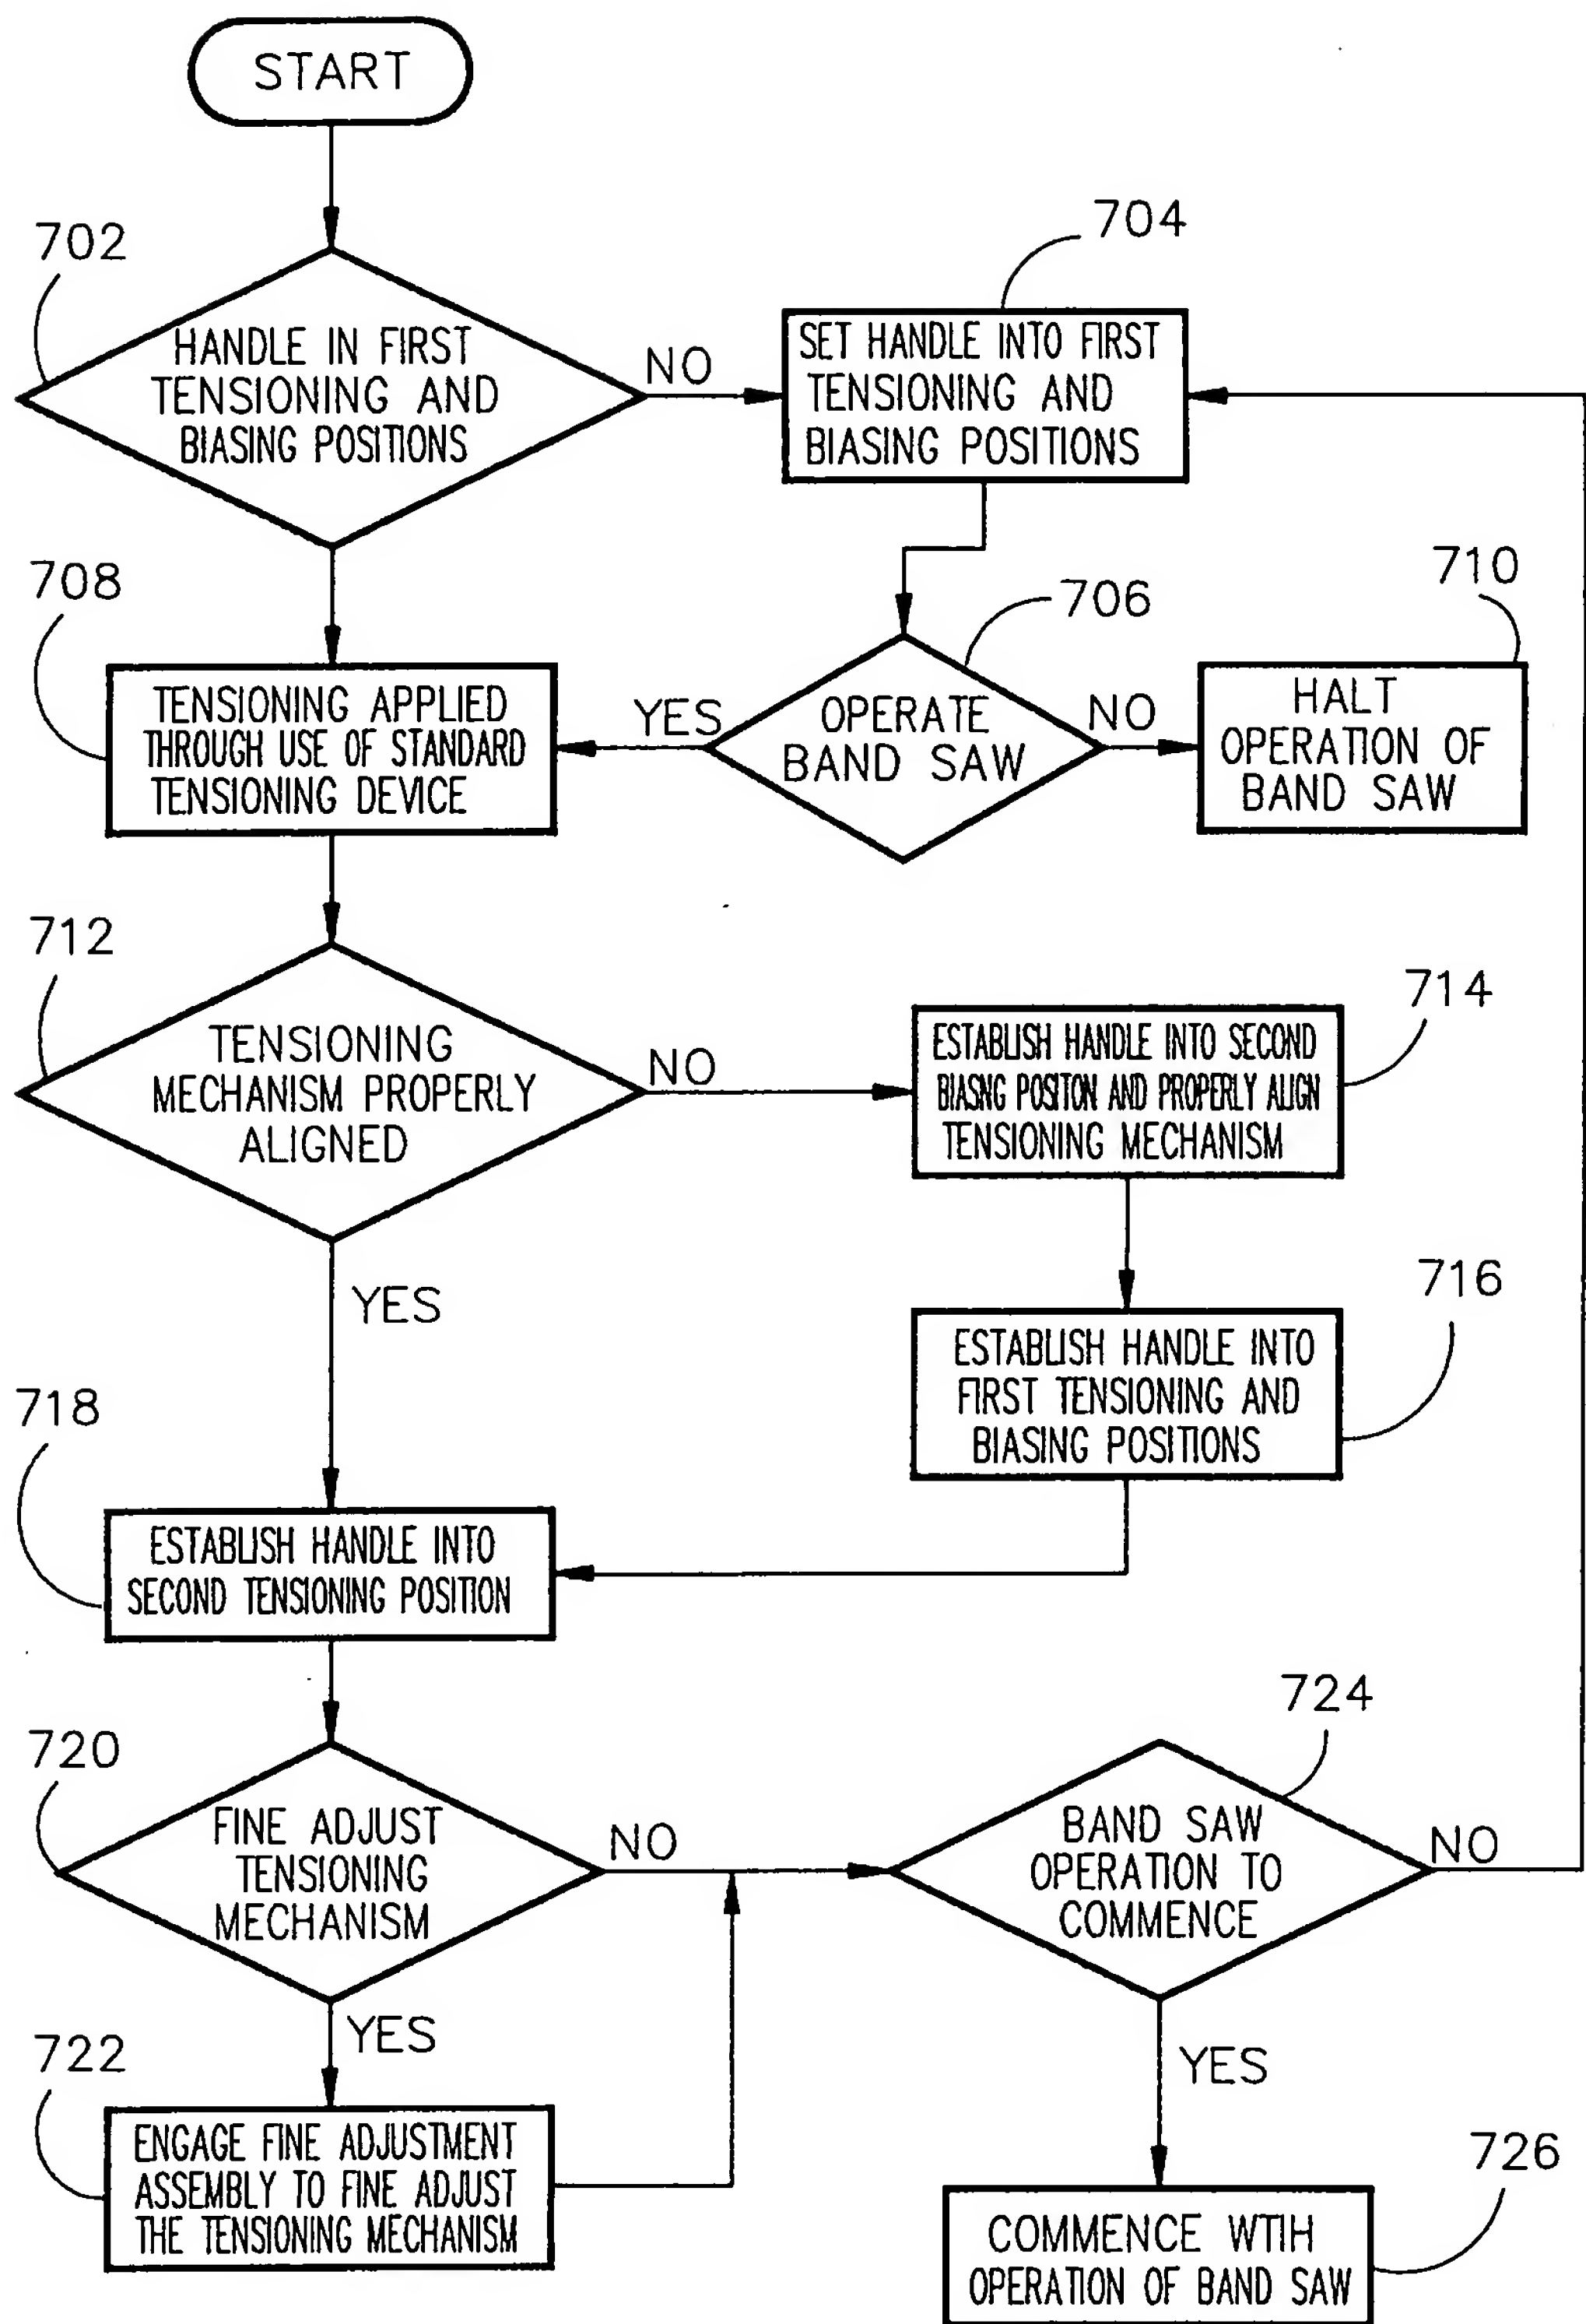 START
702
HANDLE IN FIRST
TENSIONING AND
BIASING POSITIONS
NO
704
SET HANDLE INTO FIRST
TENSIONING AND
BIASING POSITIONS
708
TENSIONING APPLIED
THROUGH USE OF STANDARD
TENSIONING DEVICE
YES
706
OPERATE
BAND SAW
NO
710
HALT
OPERATION OF
BAND SAW
712
TENSIONING
MECHANISM PROPERLY
ALIGNED
NO
714
ESTABLISH HANDLE INTO SECOND
BIASNG POSITON AND PROPERLY ALIGN
TENSIONING MECHANISM
YES
716
ESTABLISH HANDLE INTO
FIRST TENSIONING AND
BIASING POSITIONS
718
ESTABLISH HANDLE INTO
SECOND TENSIONING POSITION
720
FINE ADJUST
TENSIONING
MECHANISM
NO
724
BAND SAW
OPERATION TO
COMMENCE
NO
YES
722
ENGAGE FINE ADJUSTMENT
ASSEMBLY TO FINE ADJUST
THE TENSIONING MECHANISM
YES
726
COMMENCE WTIH
OPERATION OF BAND SAW